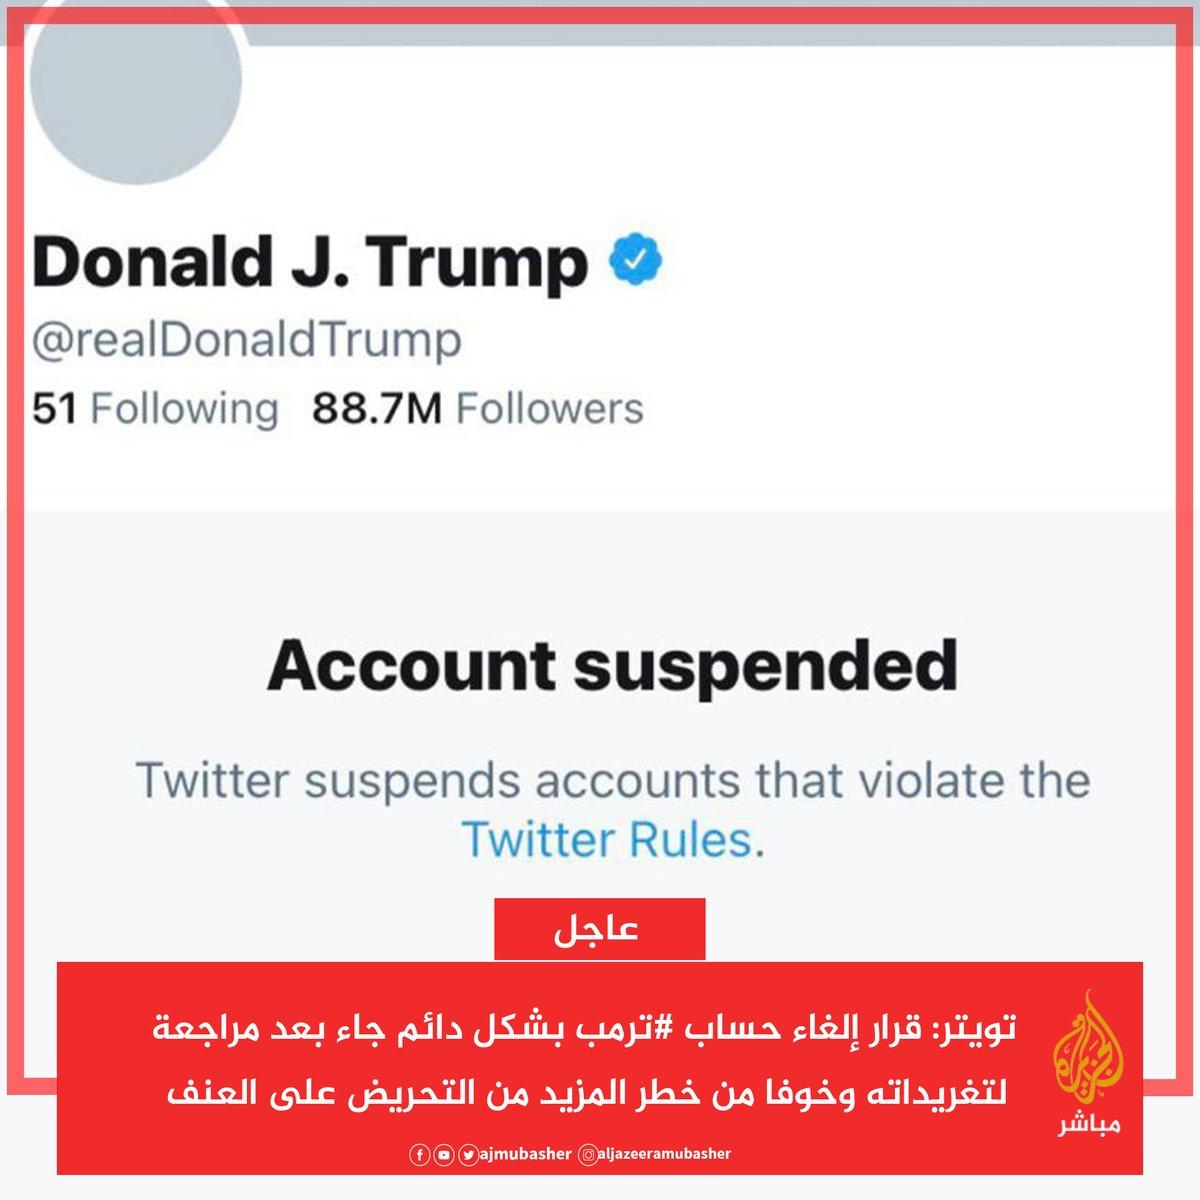 Donald J. Trump
@realDonaldTrump
51 Following 88.7M Followers
Account suspended
Twitter suspends accounts that violate the
Twitter Rules.
عاجل
تويتر: قرار إلغاء حساب #ترمب بشكل دائم جاء بعد مراجعة
لتغريداته وخوفا من خطر المزيد من التحريض على العنف
الجزيرة
مباشر
ajmubasher aljazeeramubasher